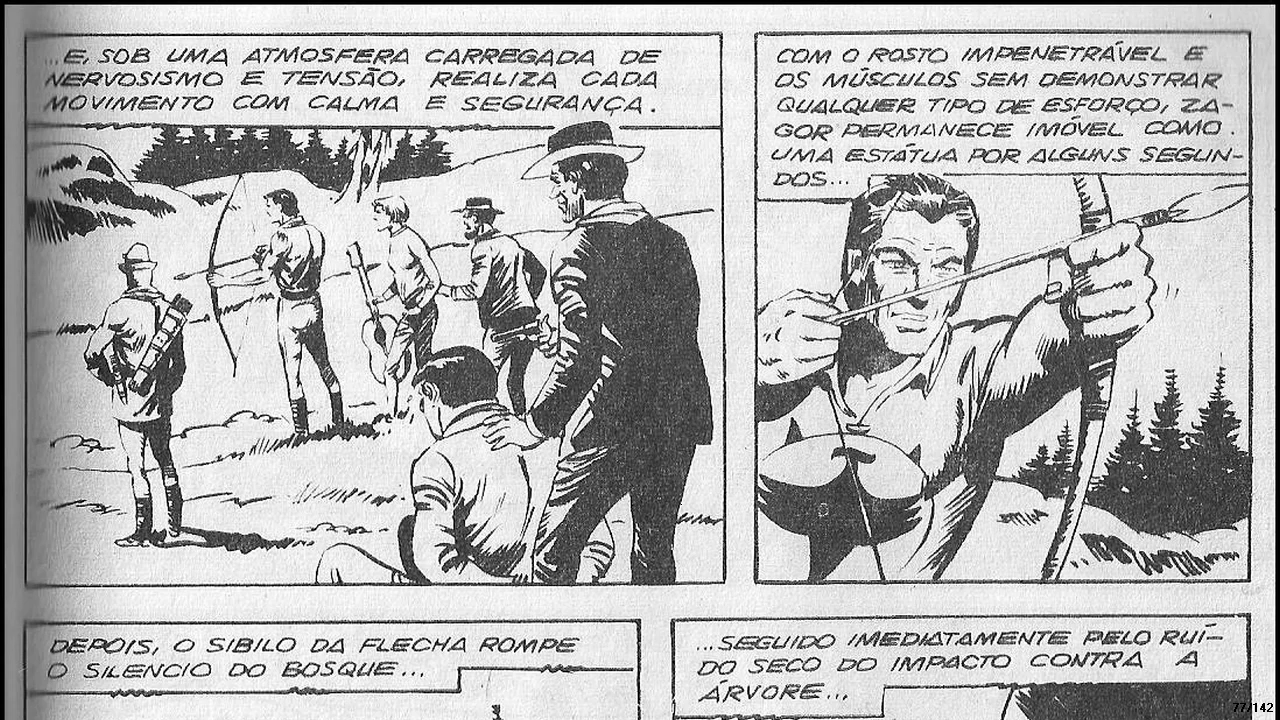 ...E, SOB UMA ATMOSFERA CARREGADA DE
NERVOSISMO E TENSÃO, REALIZA CADA
MOVIMENTO COM CALMA E SEGURANÇA.
COM O ROSTO IMPENETRÁVEL E
OS MÚSCULOS SEM DEMONSTRAR
QUALQUER TIPO DE ESFORÇO, ZA-
GOR PERMANECE IMÓVEL COMO
UMA ESTÁTUA POR ALGUNS SEGUN-
DOS...
DEPOIS, O SIBILO DA FLECHA ROMPE
O SILENCIO DO BOSQUE...
...SEGUIDO IMEDIATAMENTE PELO RUÍ-
DO SECO DO IMPACTO CONTRA A
ÁRVORE...
77/142